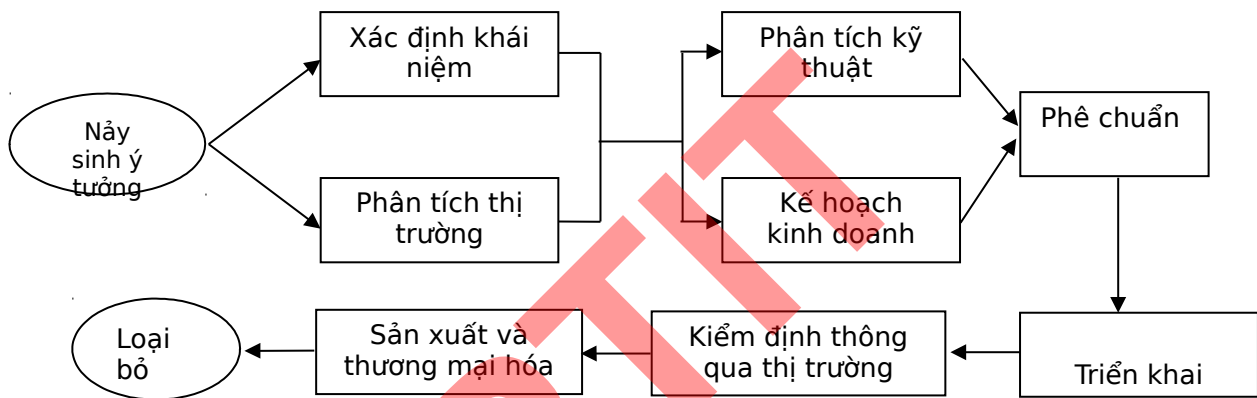 Nảy
sinh ý
tưởng
Xác định khái
niệm
Phân tích thị
trường
Phân tích kỹ
thuật
Kế hoạch
kinh doanh
Phê chuẩn
Triển khai
Kiểm định thông
qua thị trường
Sản xuất và
thương mại hóa
Loại
bỏ